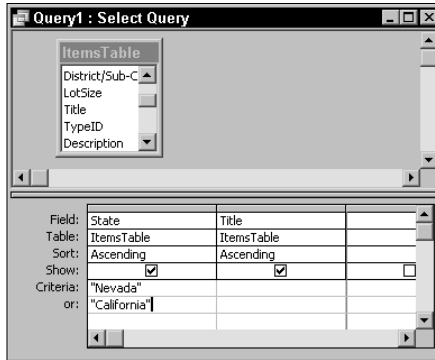 Query1 : Select Query
ItemsTable
District/Sub-C
LotSize
Title
TypeID
Description
Field: State Title
Table: ItemsTable ItemsTable
Sort: Ascending Ascending
Show:
Criteria: "Nevada"
or: "California"